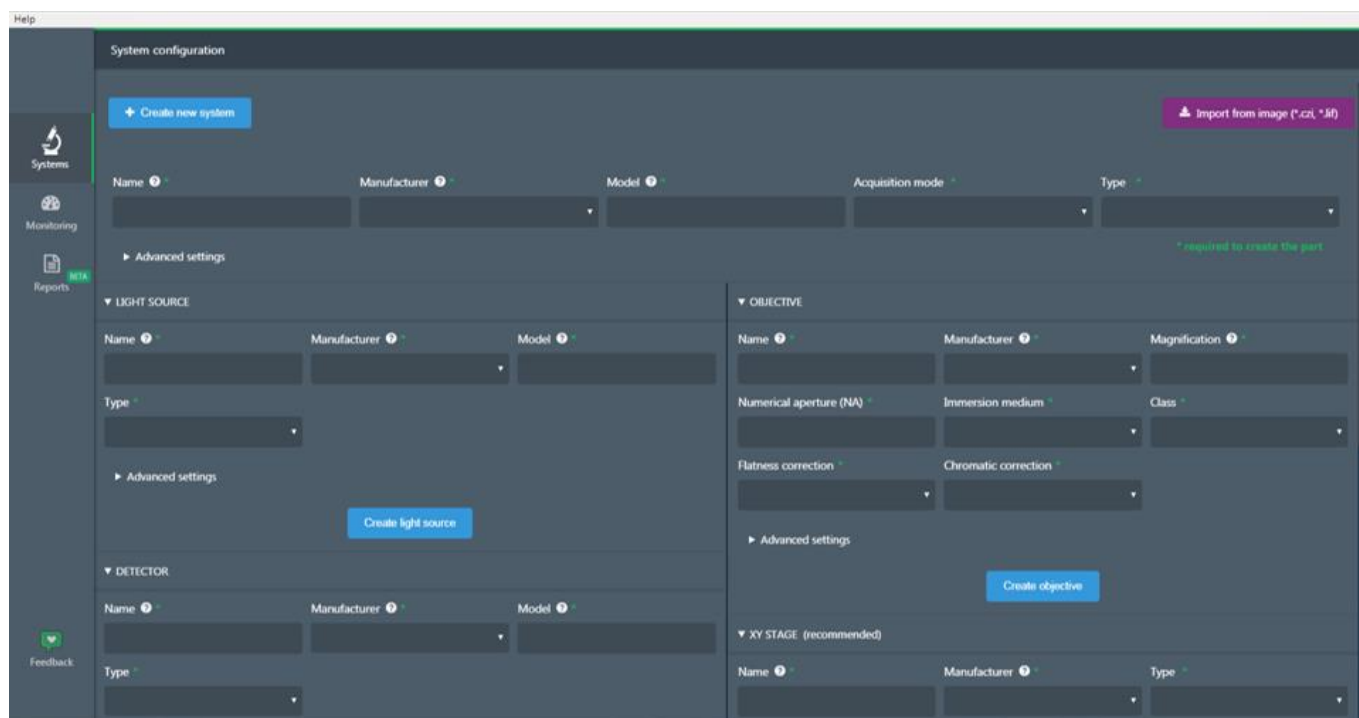 Help
System configuration
+ Create new system
Import from image (*.czi, *.lif)
Systems
Monitoring
Reports BETA
Feedback
Name * Manufacturer * Model * Acquisition mode * Type *
* required to create the part
Advanced settings
LIGHT SOURCE
Name * Manufacturer * Model *
Type *
Advanced settings
Create light source
DETECTOR
Name * Manufacturer * Model *
Type *
OBJECTIVE
Name * Manufacturer * Magnification *
Numerical aperture (NA) * Immersion medium * Class *
Flatness correction * Chromatic correction *
Advanced settings
Create objective
XY STAGE (recommended)
Name * Manufacturer * Type *